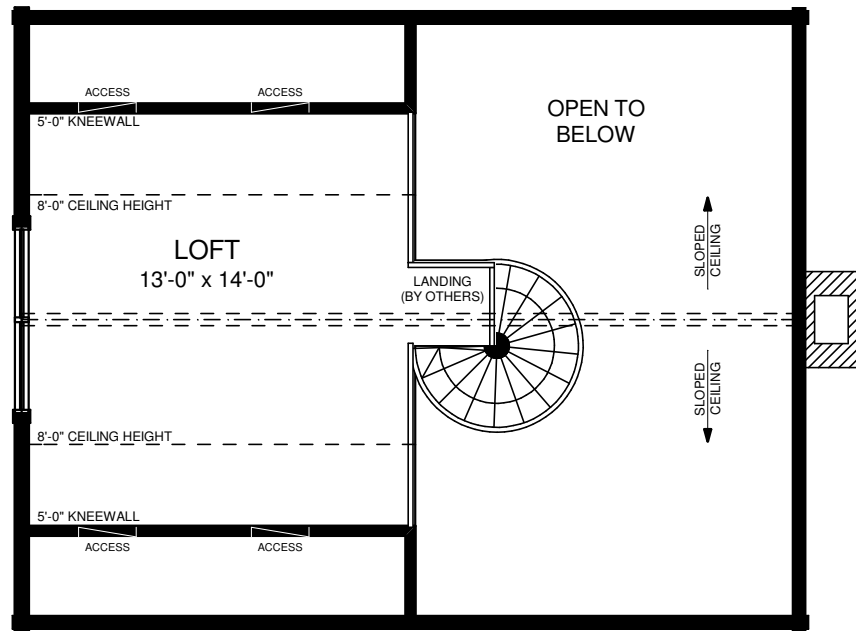 ACCESS
ACCESS
5'-0" KNEEWALL
OPEN TO
BELOW
8'-0" CEILING HEIGHT
LOFT
13'-0" x 14'-0"
SLOPED
CEILING
LANDING
(BY OTHERS)
SLOPED
CEILING
8'-0" CEILING HEIGHT
5'-0" KNEEWALL
ACCESS
ACCESS